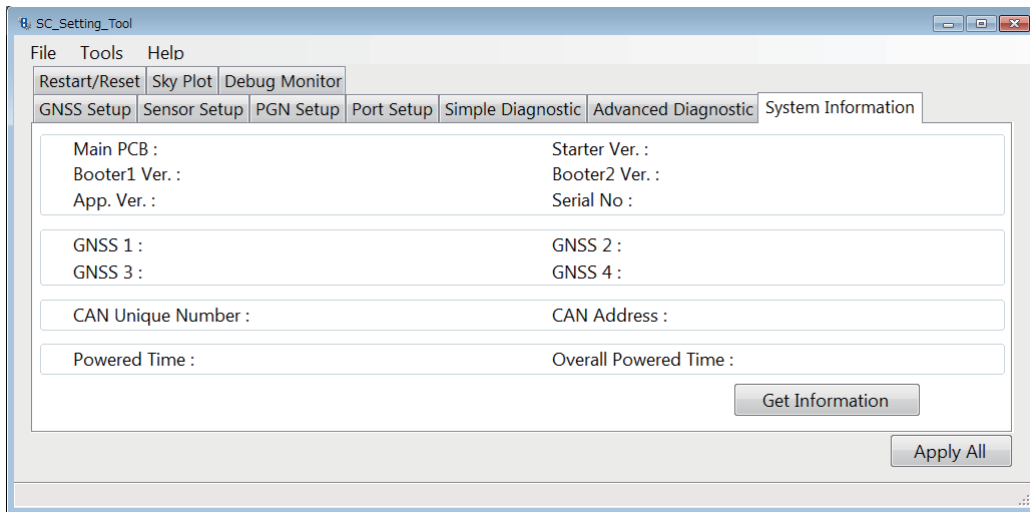 SC_Setting_Tool
File Tools Help
Restart/Reset Sky Plot Debug Monitor
GNSS Setup Sensor Setup PGN Setup Port Setup Simple Diagnostic Advanced Diagnostic System Information
Main PCB : Starter Ver. :
Booter1 Ver. : Booter2 Ver. :
App. Ver. : Serial No :
GNSS 1 : GNSS 2 :
GNSS 3 : GNSS 4 :
CAN Unique Number : CAN Address :
Powered Time : Overall Powered Time :
Get Information
Apply All